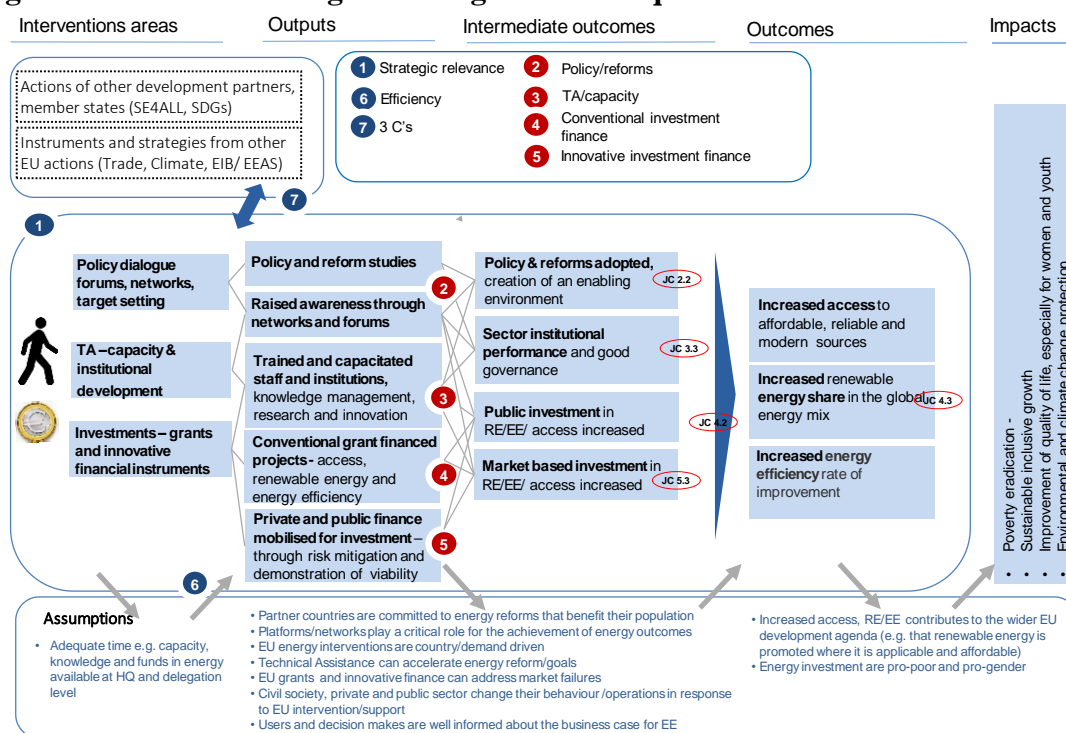 Interventions areas
Outputs
Intermediate outcomes
Outcomes
Impacts
Actions of other development partners,
member states (SE4ALL, SDGs)
Instruments and strategies from other
EU actions (Trade, Climate, EIB/ EEAS)
1 Strategic relevance
6 Efficiency
7 3 C's
2 Policy/reforms
3 TA/capacity
4 Conventional investment
finance
5 Innovative investment finance
7
1
Policy dialogue
forums, networks,
target setting
TA – capacity &
institutional
development
Investments – grants
and innovative
financial instruments
Policy and reform studies
Raised awareness through
networks and forums
Trained and capacitated
staff and institutions,
knowledge management,
research and innovation
Conventional grant financed
projects - access,
renewable energy and
energy efficiency
Private and public finance
mobilised for investment –
through risk mitigation and
demonstration of viability
2
3
4
5
6
Policy & reforms adopted,
creation of an enabling
environment
JC 2.2
Sector institutional
performance and good
governance
JC 3.3
Public investment in
RE/EE/ access increased
JC 4.2
Market based investment in
RE/EE/ access increased
JC 5.3
Increased access to
affordable, reliable and
modern sources
Increased renewable
energy share in the global
energy mix
JC 4.3
Increased energy
efficiency rate of
improvement
• Poverty eradication -
• Sustainable inclusive growth
• Improvement of quality of life, especially for women and youth
• Environmental and climate change protection
Assumptions
• Adequate time e.g. capacity,
knowledge and funds in energy
available at HQ and delegation
level
• Partner countries are committed to energy reforms that benefit their population
• Platforms/networks play a critical role for the achievement of energy outcomes
• EU energy interventions are country/demand driven
• Technical Assistance can accelerate energy reform/goals
• EU grants and innovative finance can address market failures
• Civil society, private and public sector change their behaviour /operations in response
to EU intervention/support
• Users and decision makes are well informed about the business case for EE
• Increased access, RE/EE contributes to the wider EU
development agenda (e.g. that renewable energy is
promoted where it is applicable and affordable)
• Energy investment are pro-poor and pro-gender